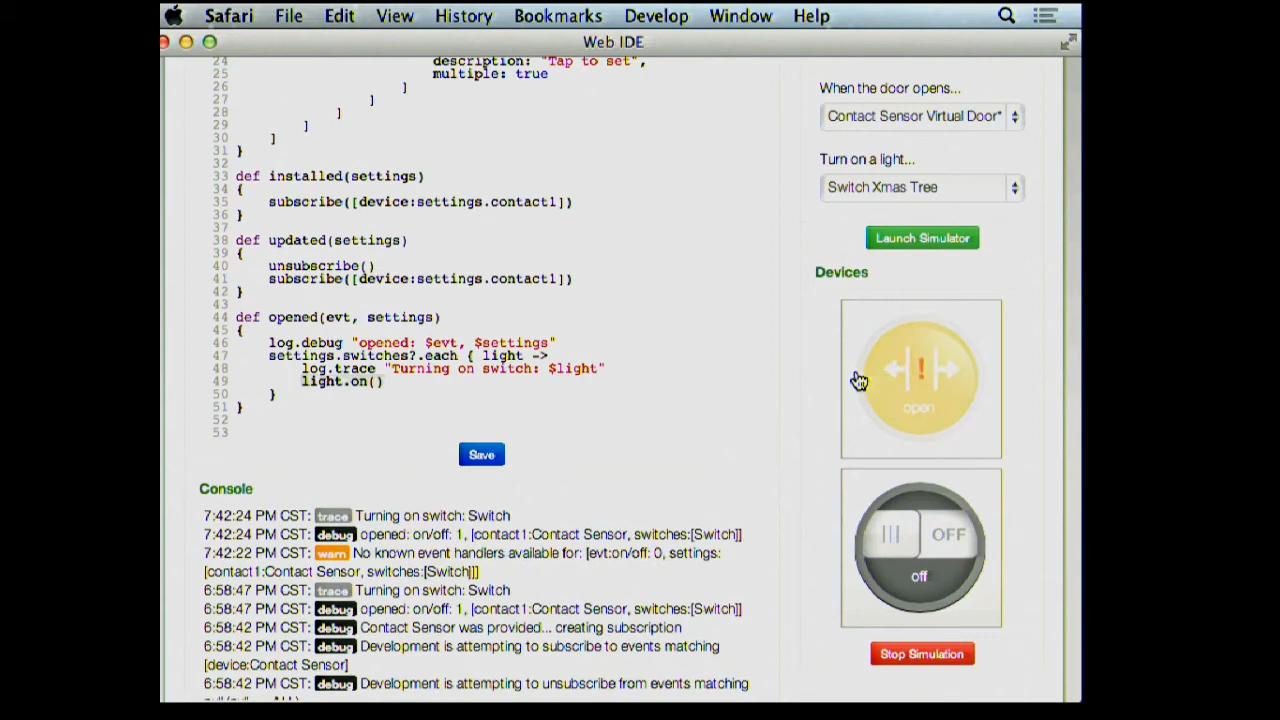 Safari File Edit View History Bookmarks Develop Window Help
Web IDE
24 description: "Tap to set",
25 multiple: true
26 ]
27 ]
28 ]
29 ]
30 ]
31 }
32
33 def installed(settings)
34 {
35 subscribe([device:settings.contact1])
36 }
37
38 def updated(settings)
39 {
40 unsubscribe()
41 subscribe([device:settings.contact1])
42 }
43
44 def opened(evt, settings)
45 {
46 log.debug "opened: $evt, $settings"
47 settings.switches?.each { light ->
48 log.trace "Turning on switch: $light"
49 light.on()
50 }
51 }
52
53
Save
Console
7:42:24 PM CST: trace Turning on switch: Switch
7:42:24 PM CST: debug opened: on/off: 1, [contact1:Contact Sensor, switches:[Switch]]
7:42:22 PM CST: warn No known event handlers available for: [evt:on/off: 0, settings:
[contact1:Contact Sensor, switches:[Switch]]]
6:58:47 PM CST: trace Turning on switch: Switch
6:58:47 PM CST: debug opened: on/off: 1, [contact1:Contact Sensor, switches:[Switch]]
6:58:42 PM CST: debug Contact Sensor was provided... creating subscription
6:58:42 PM CST: debug Development is attempting to subscribe to events matching
[device:Contact Sensor]
6:58:42 PM CST: debug Development is attempting to unsubscribe from events matching
When the door opens...
Contact Sensor Virtual Door*
Turn on a light...
Switch Xmas Tree
Launch Simulator
Devices
!
open
OFF
off
Stop Simulation